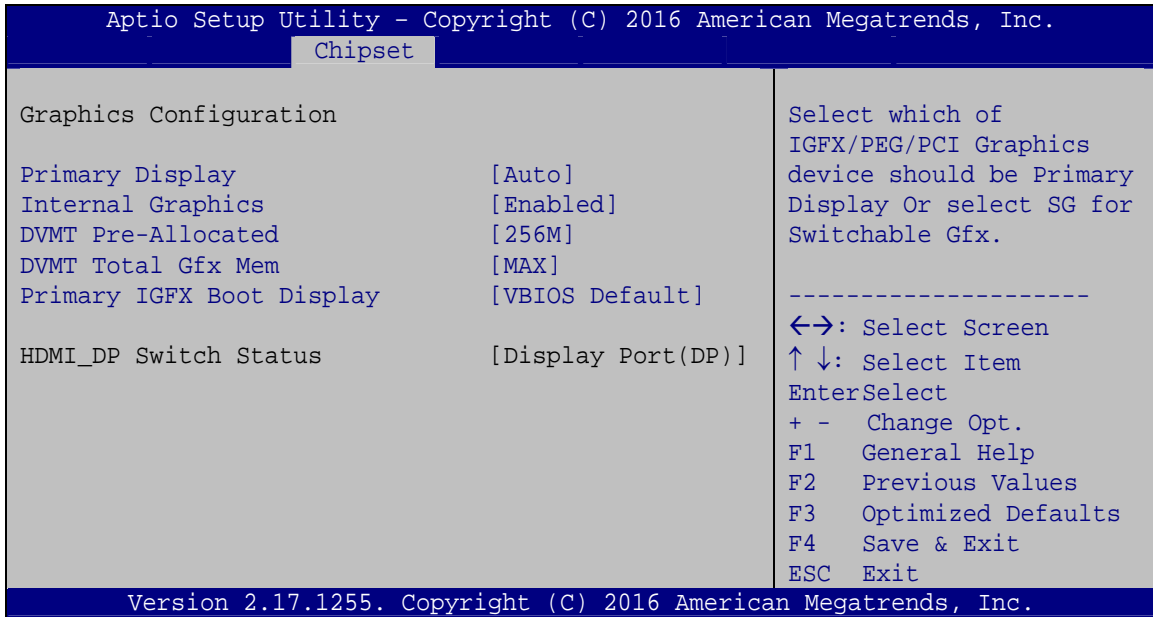 Aptio Setup Utility – Copyright (C) 2016 American Megatrends, Inc.
Chipset
Graphics Configuration
Primary Display [Auto]
Internal Graphics [Enabled]
DVMT Pre-Allocated [256M]
DVMT Total Gfx Mem [MAX]
Primary IGFX Boot Display [VBIOS Default]
HDMI_DP Switch Status [Display Port(DP)]
Select which of
IGFX/PEG/PCI Graphics
device should be Primary
Display Or select SG for
Switchable Gfx.
---------------------
←→: Select Screen
↑ ↓: Select Item
EnterSelect
+ - Change Opt.
F1 General Help
F2 Previous Values
F3 Optimized Defaults
F4 Save & Exit
ESC Exit
Version 2.17.1255. Copyright (C) 2016 American Megatrends, Inc.